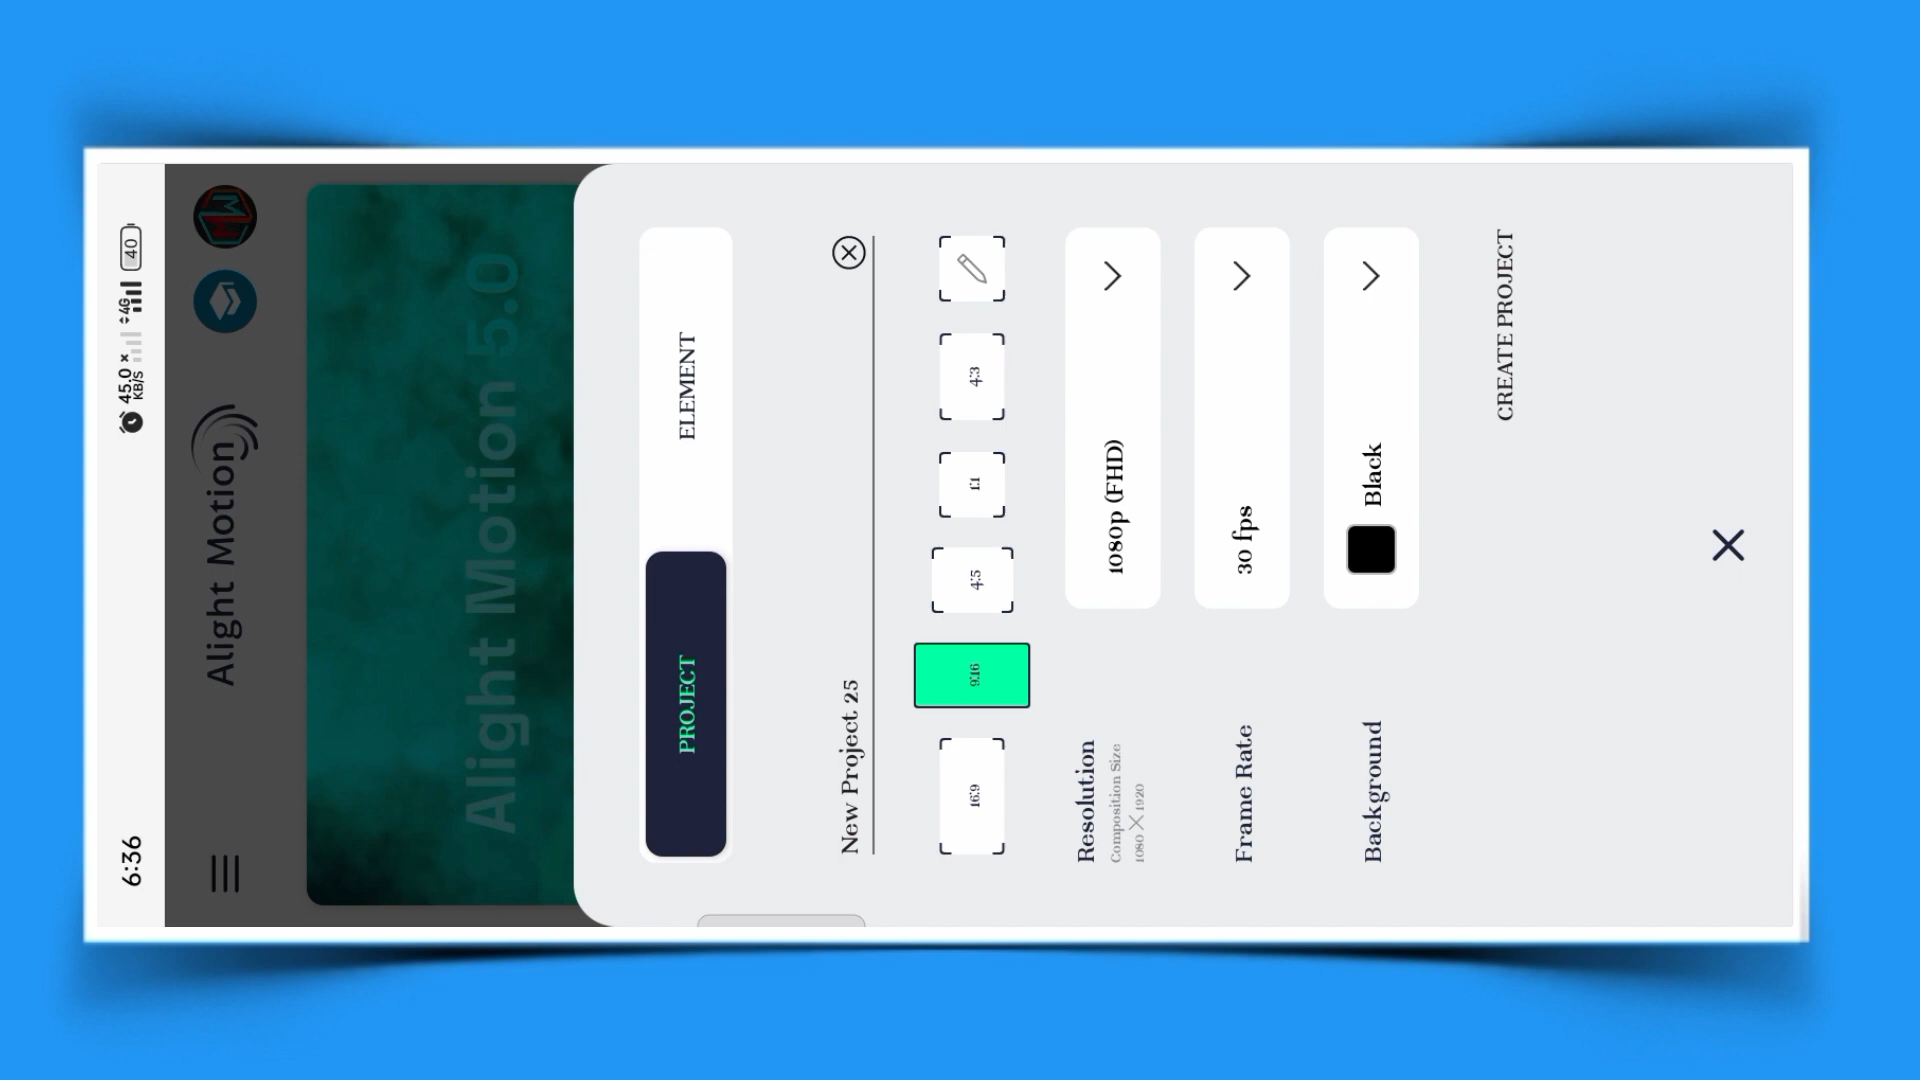 6:36
45.0
KB/S
4G
40
Alight Motion
Alight Motion 5.0
PROJECT
ELEMENT
New Project 25
16:9
9:16
4:5
1:1
4:3
Resolution
Composition Size
1080 X 1920
1080p (FHD)
Frame Rate
30 fps
Background
Black
CREATE PROJECT